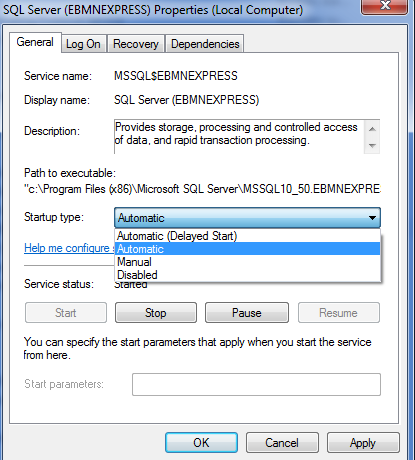 SQL Server (EBMNEXPRESS) Properties (Local Computer)
General Log On Recovery Dependencies
Service name: MSSQL$EBMNEXPRESS
Display name: SQL Server (EBMNEXPRESS)
Description: Provides storage, processing and controlled access
of data, and rapid transaction processing.
Path to executable:
"c:\Program Files (x86)\Microsoft SQL Server\MSSQL10_50.EBMNEXPRE
Startup type: Automatic
Automatic (Delayed Start)
Help me configure Automatic
Manual
Disabled
Service status: Started
Start Stop Pause Resume
You can specify the start parameters that apply when you start the service
from here.
Start parameters:
OK Cancel Apply